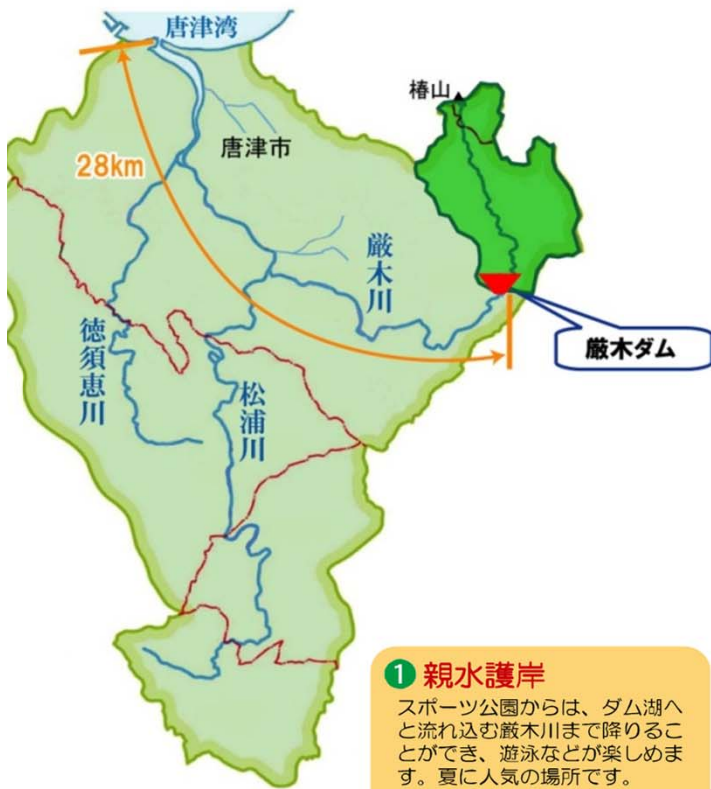 唐津湾
椿山
唐津市
28km
厳木川
厳木ダム
徳須恵川
松浦川
1 親水護岸
スポーツ公園からは、ダム湖へ
と流れ込む厳木川まで降りるこ
とができ、遊泳などが楽しめま
す。夏に人気の場所です。